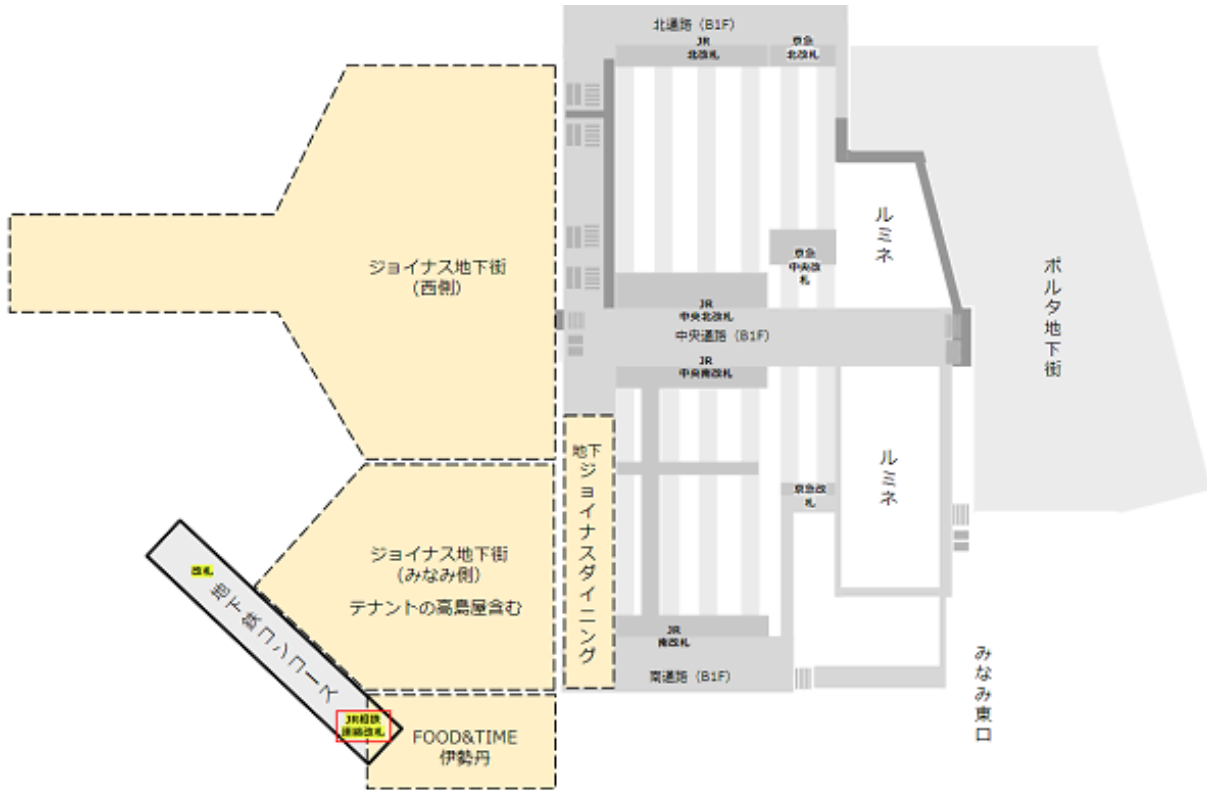 北通路（B1F）
JR
北改札
京急
北改札
ルミネ
ジョイナス地下街
（西側）
京急
中央改
札
ポルタ地下街
JR
中央北改札
中央通路（B1F）
JR
中央南改札
地下
ジョイナスダイニング
ルミネ
京急改
札
ジョイナス地下街
（みなみ側）
テナントの高島屋含む
改札
地下鉄コンコース
JR
南改札
南通路（B1F）
みなみ東口
JR相鉄
連絡改札
FOOD&TIME
伊勢丹